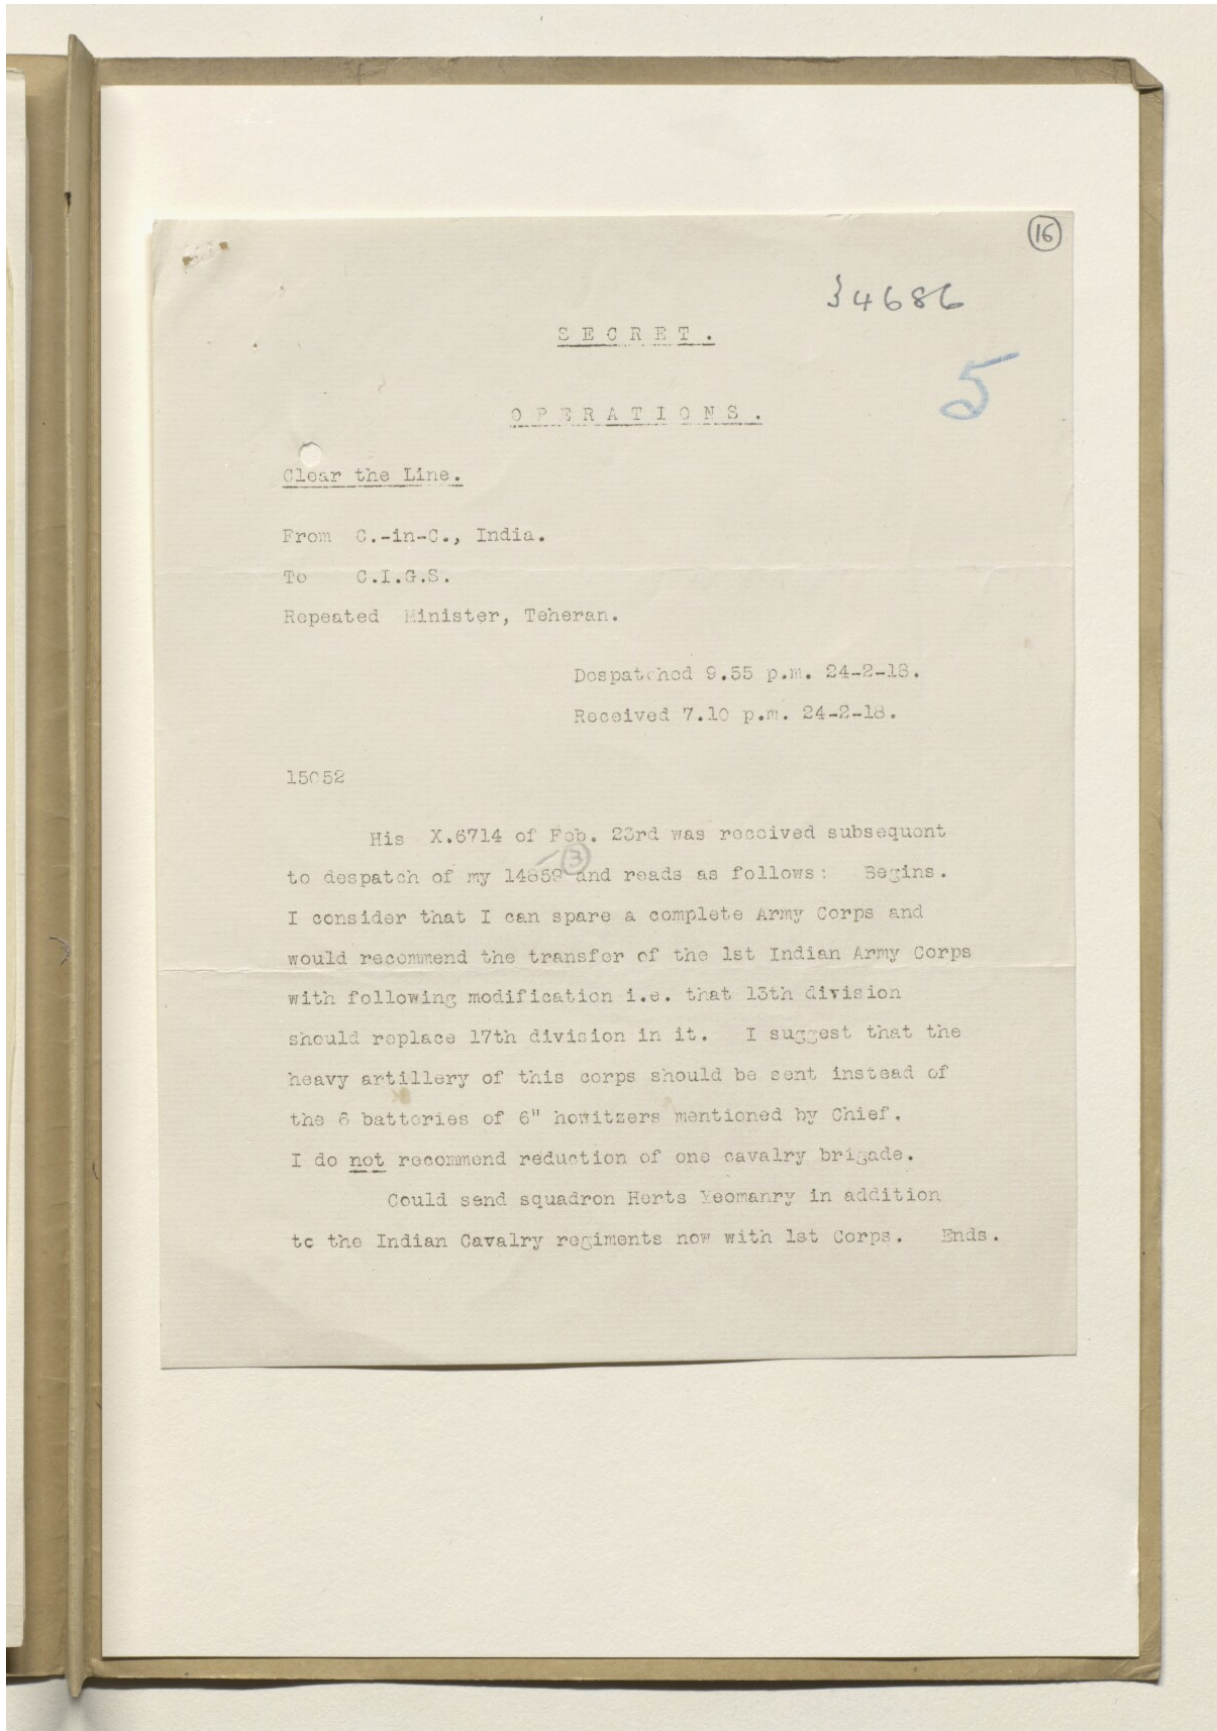 16
34686
SECRET.
5
OPERATIONS.
Clear the Line.
From C.-in-C., India.
To C.I.G.S.
Repeated Minister, Teheran.
Despatched 9.55 p.m. 24-2-18.
Received 7.10 p.m. 24-2-18.
15052
His X.6714 of Feb. 23rd was received subsequent
3
to despatch of my 14859 and reads as follows: Begins.
I consider that I can spare a complete Army Corps and
would recommend the transfer of the 1st Indian Army Corps
with following modification i.e. that 13th division
should replace 17th division in it. I suggest that the
heavy artillery of this corps should be sent instead of
the 6 batteries of 6" howitzers mentioned by Chief.
I do not recommend reduction of one cavalry brigade.
Could send squadron Herts Yeomanry in addition
to the Indian Cavalry regiments now with 1st Corps. Ends.